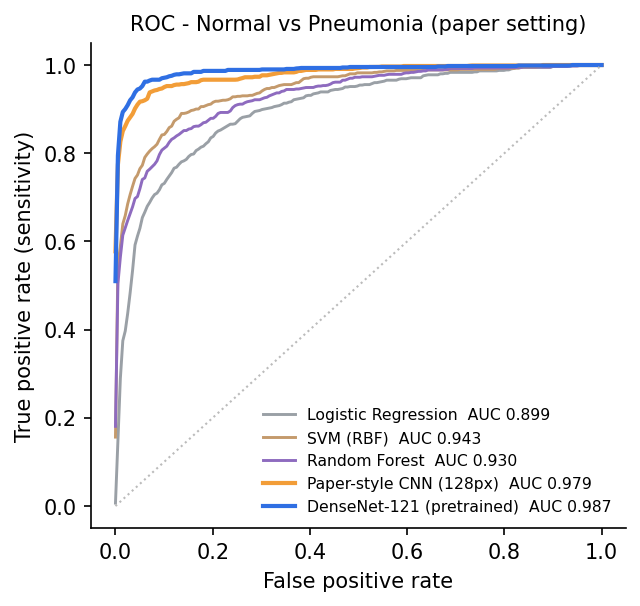 ROC - Normal vs Pneumonia (paper setting)
1.0
0.8
0.6
0.4
0.2
0.0
True positive rate (sensitivity)
Logistic Regression  AUC 0.899
SVM (RBF)  AUC 0.943
Random Forest  AUC 0.930
Paper-style CNN (128px)  AUC 0.979
DenseNet-121 (pretrained)  AUC 0.987
0.0 0.2 0.4 0.6 0.8 1.0
False positive rate